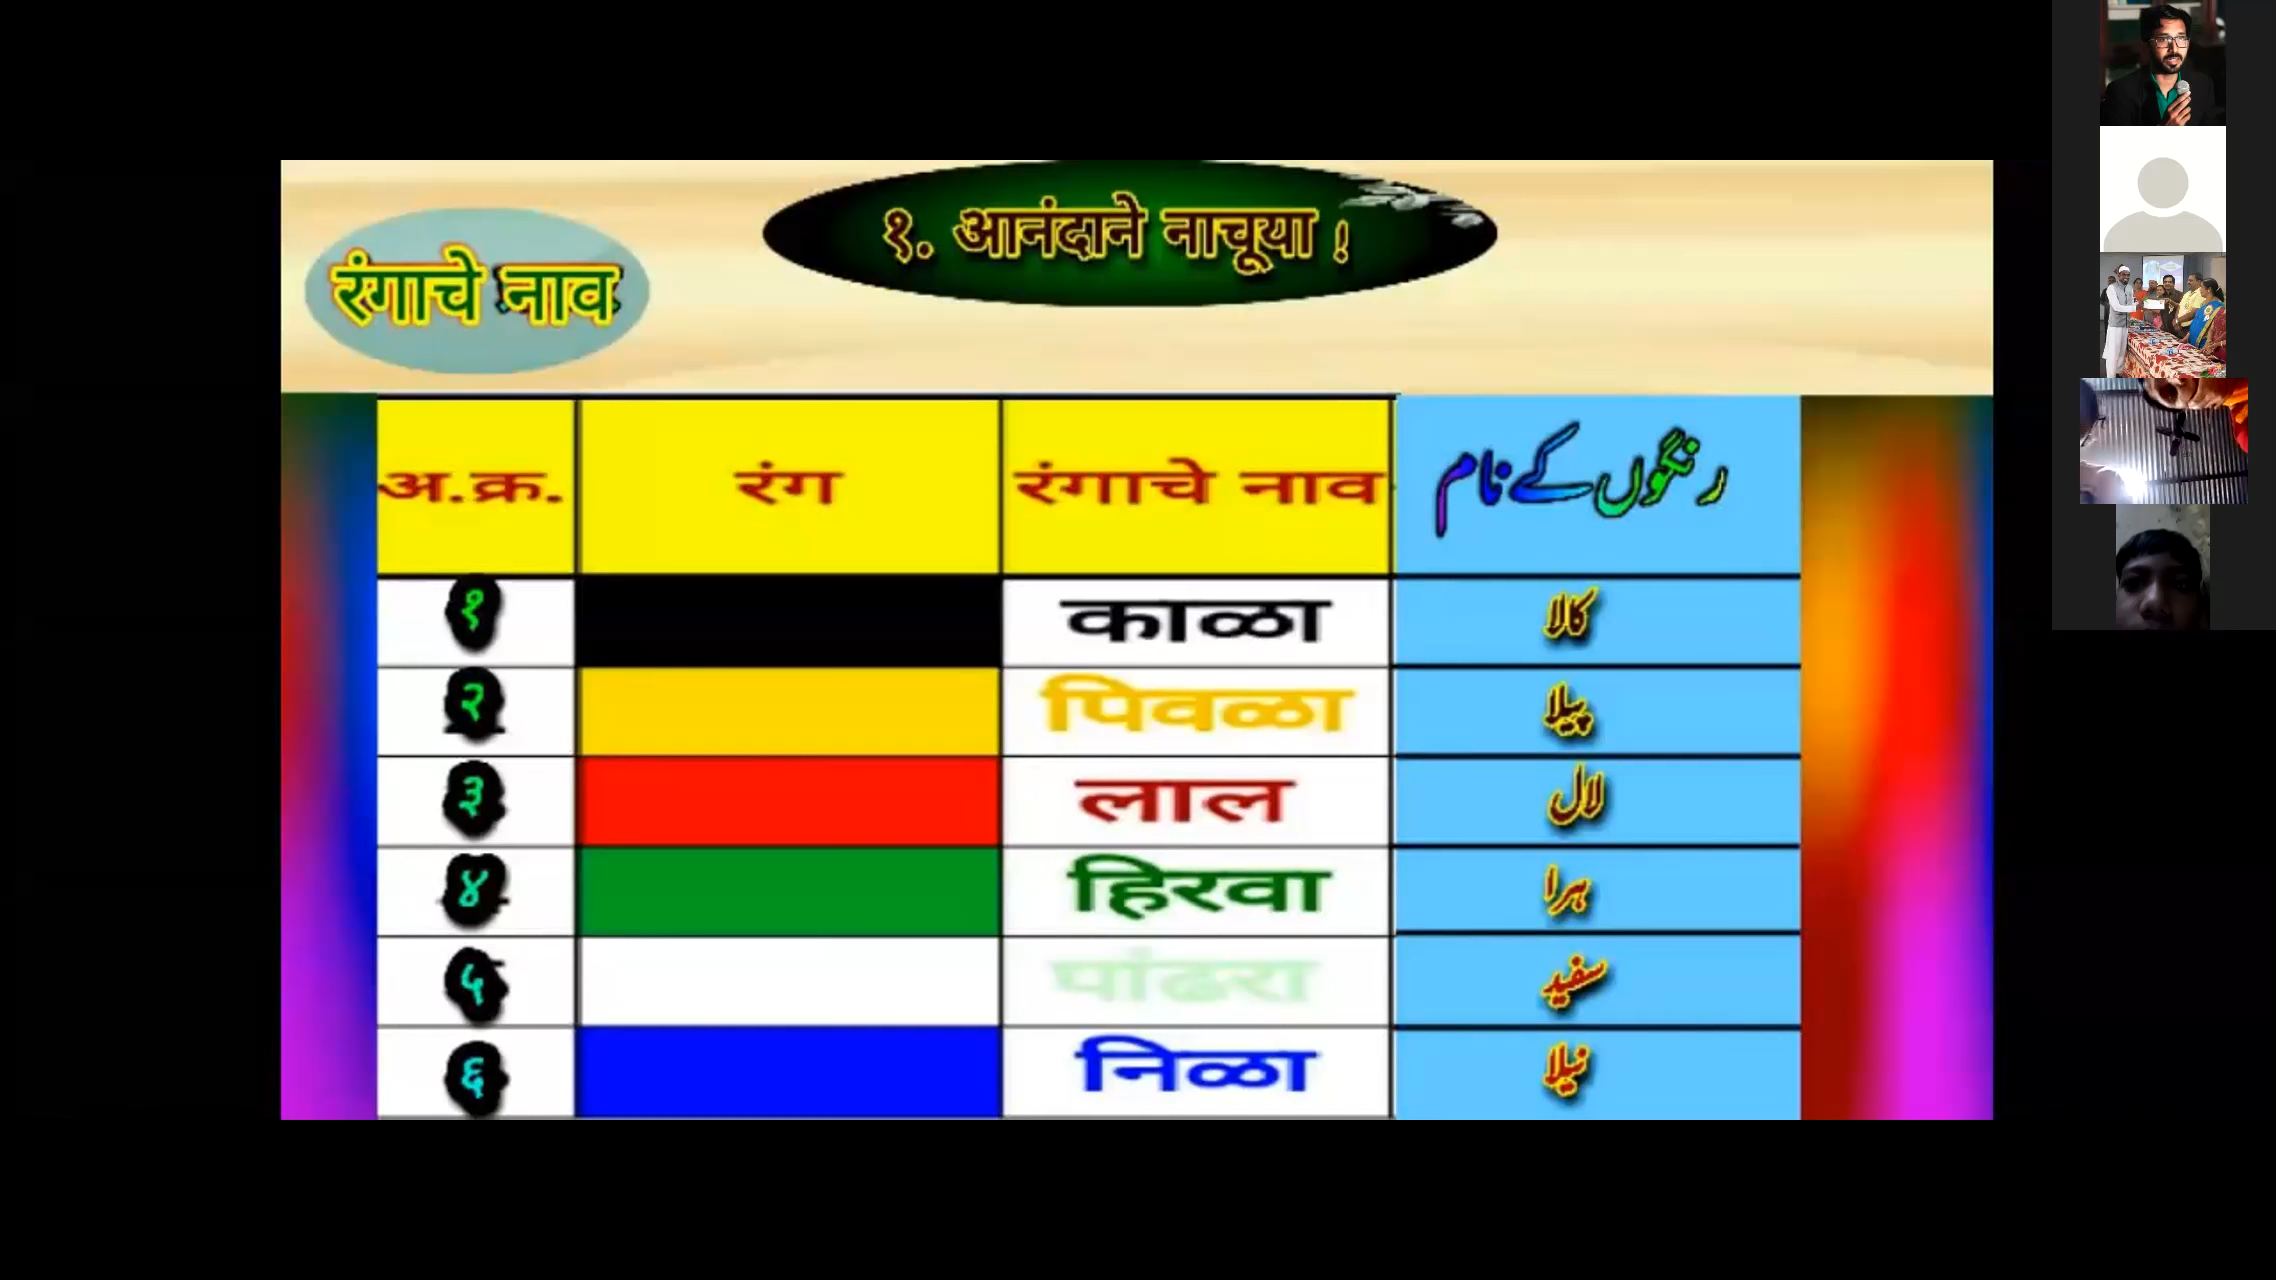 १. आनंदाने नाचूया !
रंगाचे नाव
अ.क्र. रंग रंगाचे नाव رنگوں کے نام
१ काळा کالا
२ पिवळा پیلا
३ लाल لال
४ हिरवा ہرا
५ पांढरा سفید
६ निळा نیلا